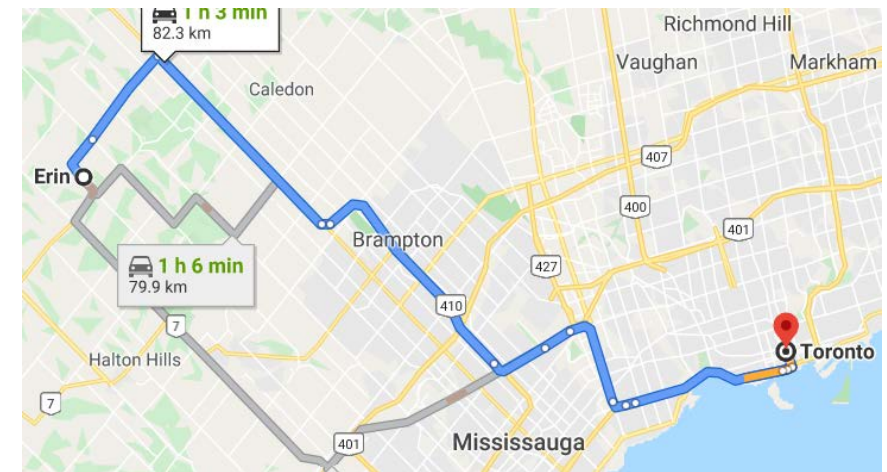 1 h 3 min
82.3 km
Richmond Hill
Vaughan
Markham
Caledon
407
Erin
400
401
Brampton
427
1 h 6 min
79.9 km
410
7
Toronto
Halton Hills
7
401
Mississauga